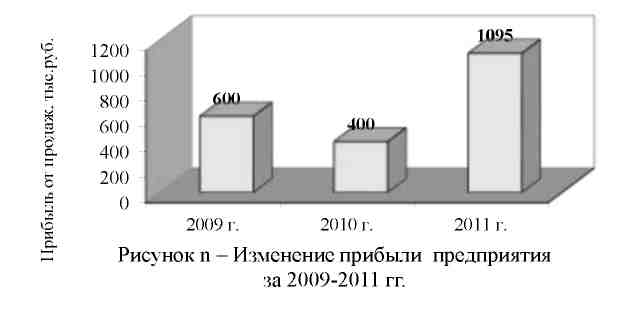 Прибыль от продаж, тыс.руб.
1200
1000
800
600
400
200
0
600
400
1095
2009 г.
2010 г.
2011 г.
Рисунок n – Изменение прибыли предприятия
за 2009-2011 гг.